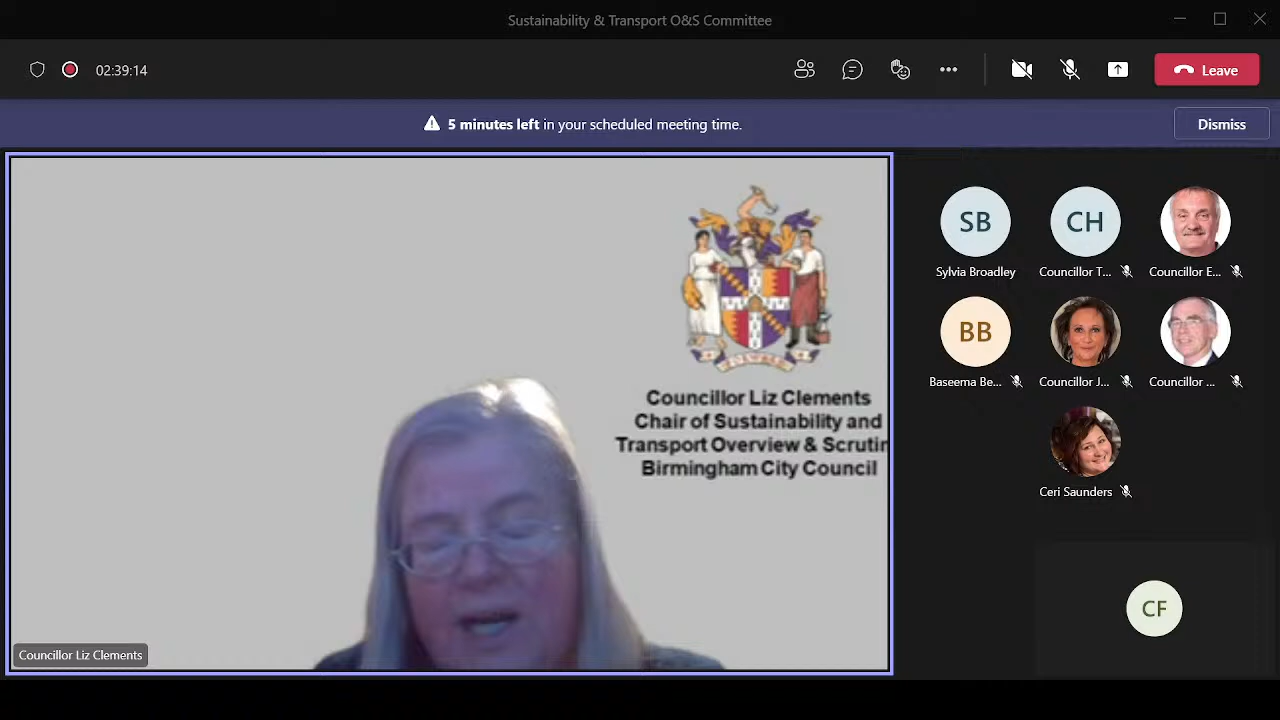 Sustainability & Transport O&S Committee
02:39:14
Leave
5 minutes left in your scheduled meeting time.
Dismiss
Councillor Liz Clements
Chair of Sustainability and
Transport Overview & Scrutin
Birmingham City Council
SB
CH
Sylvia Broadley
Councillor T...
Councillor E...
BB
Baseema Be...
Councillor J...
Councillor ...
Ceri Saunders
CF
Councillor Liz Clements